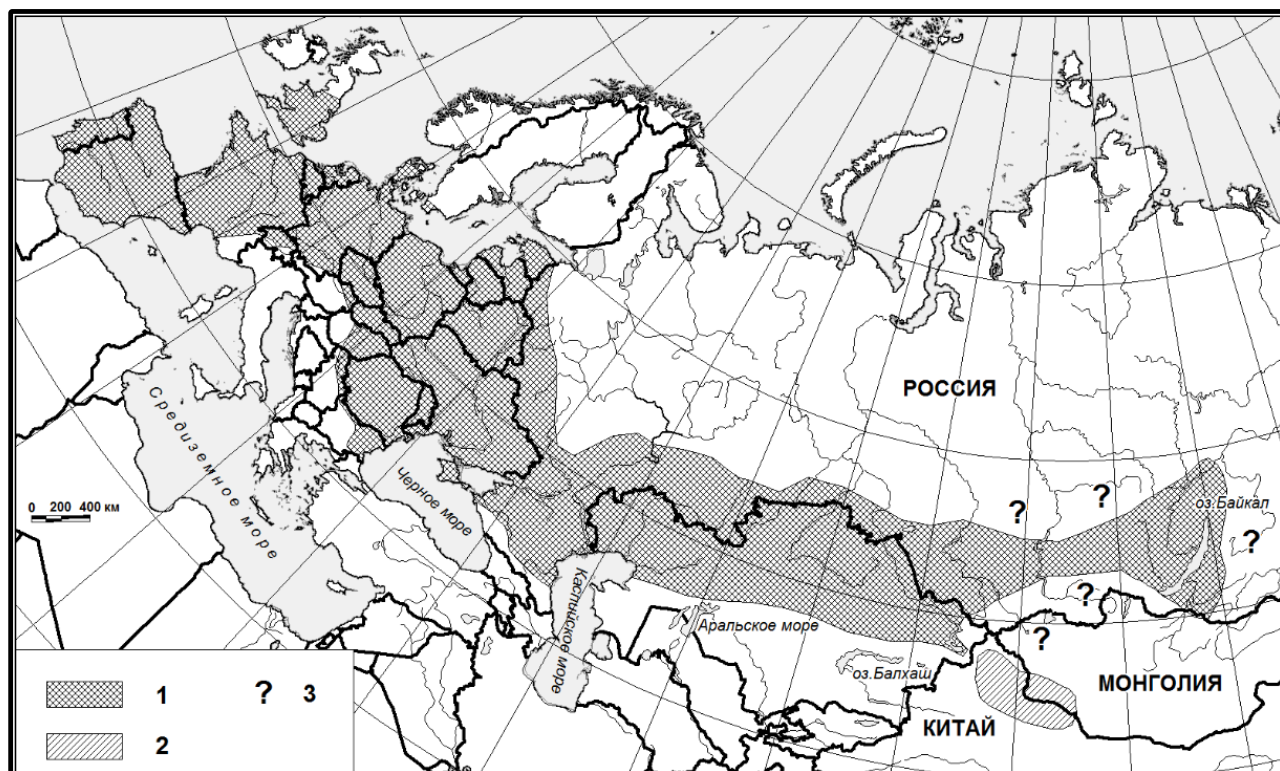 РОССИЯ
?
?
оз.Байкал
?
Черное море
Средиземное море
0 200 400 км
Каспийское море
?
Аральское море
?
оз.Балхаш
МОНГОЛИЯ
КИТАЙ
1 ? 3
2